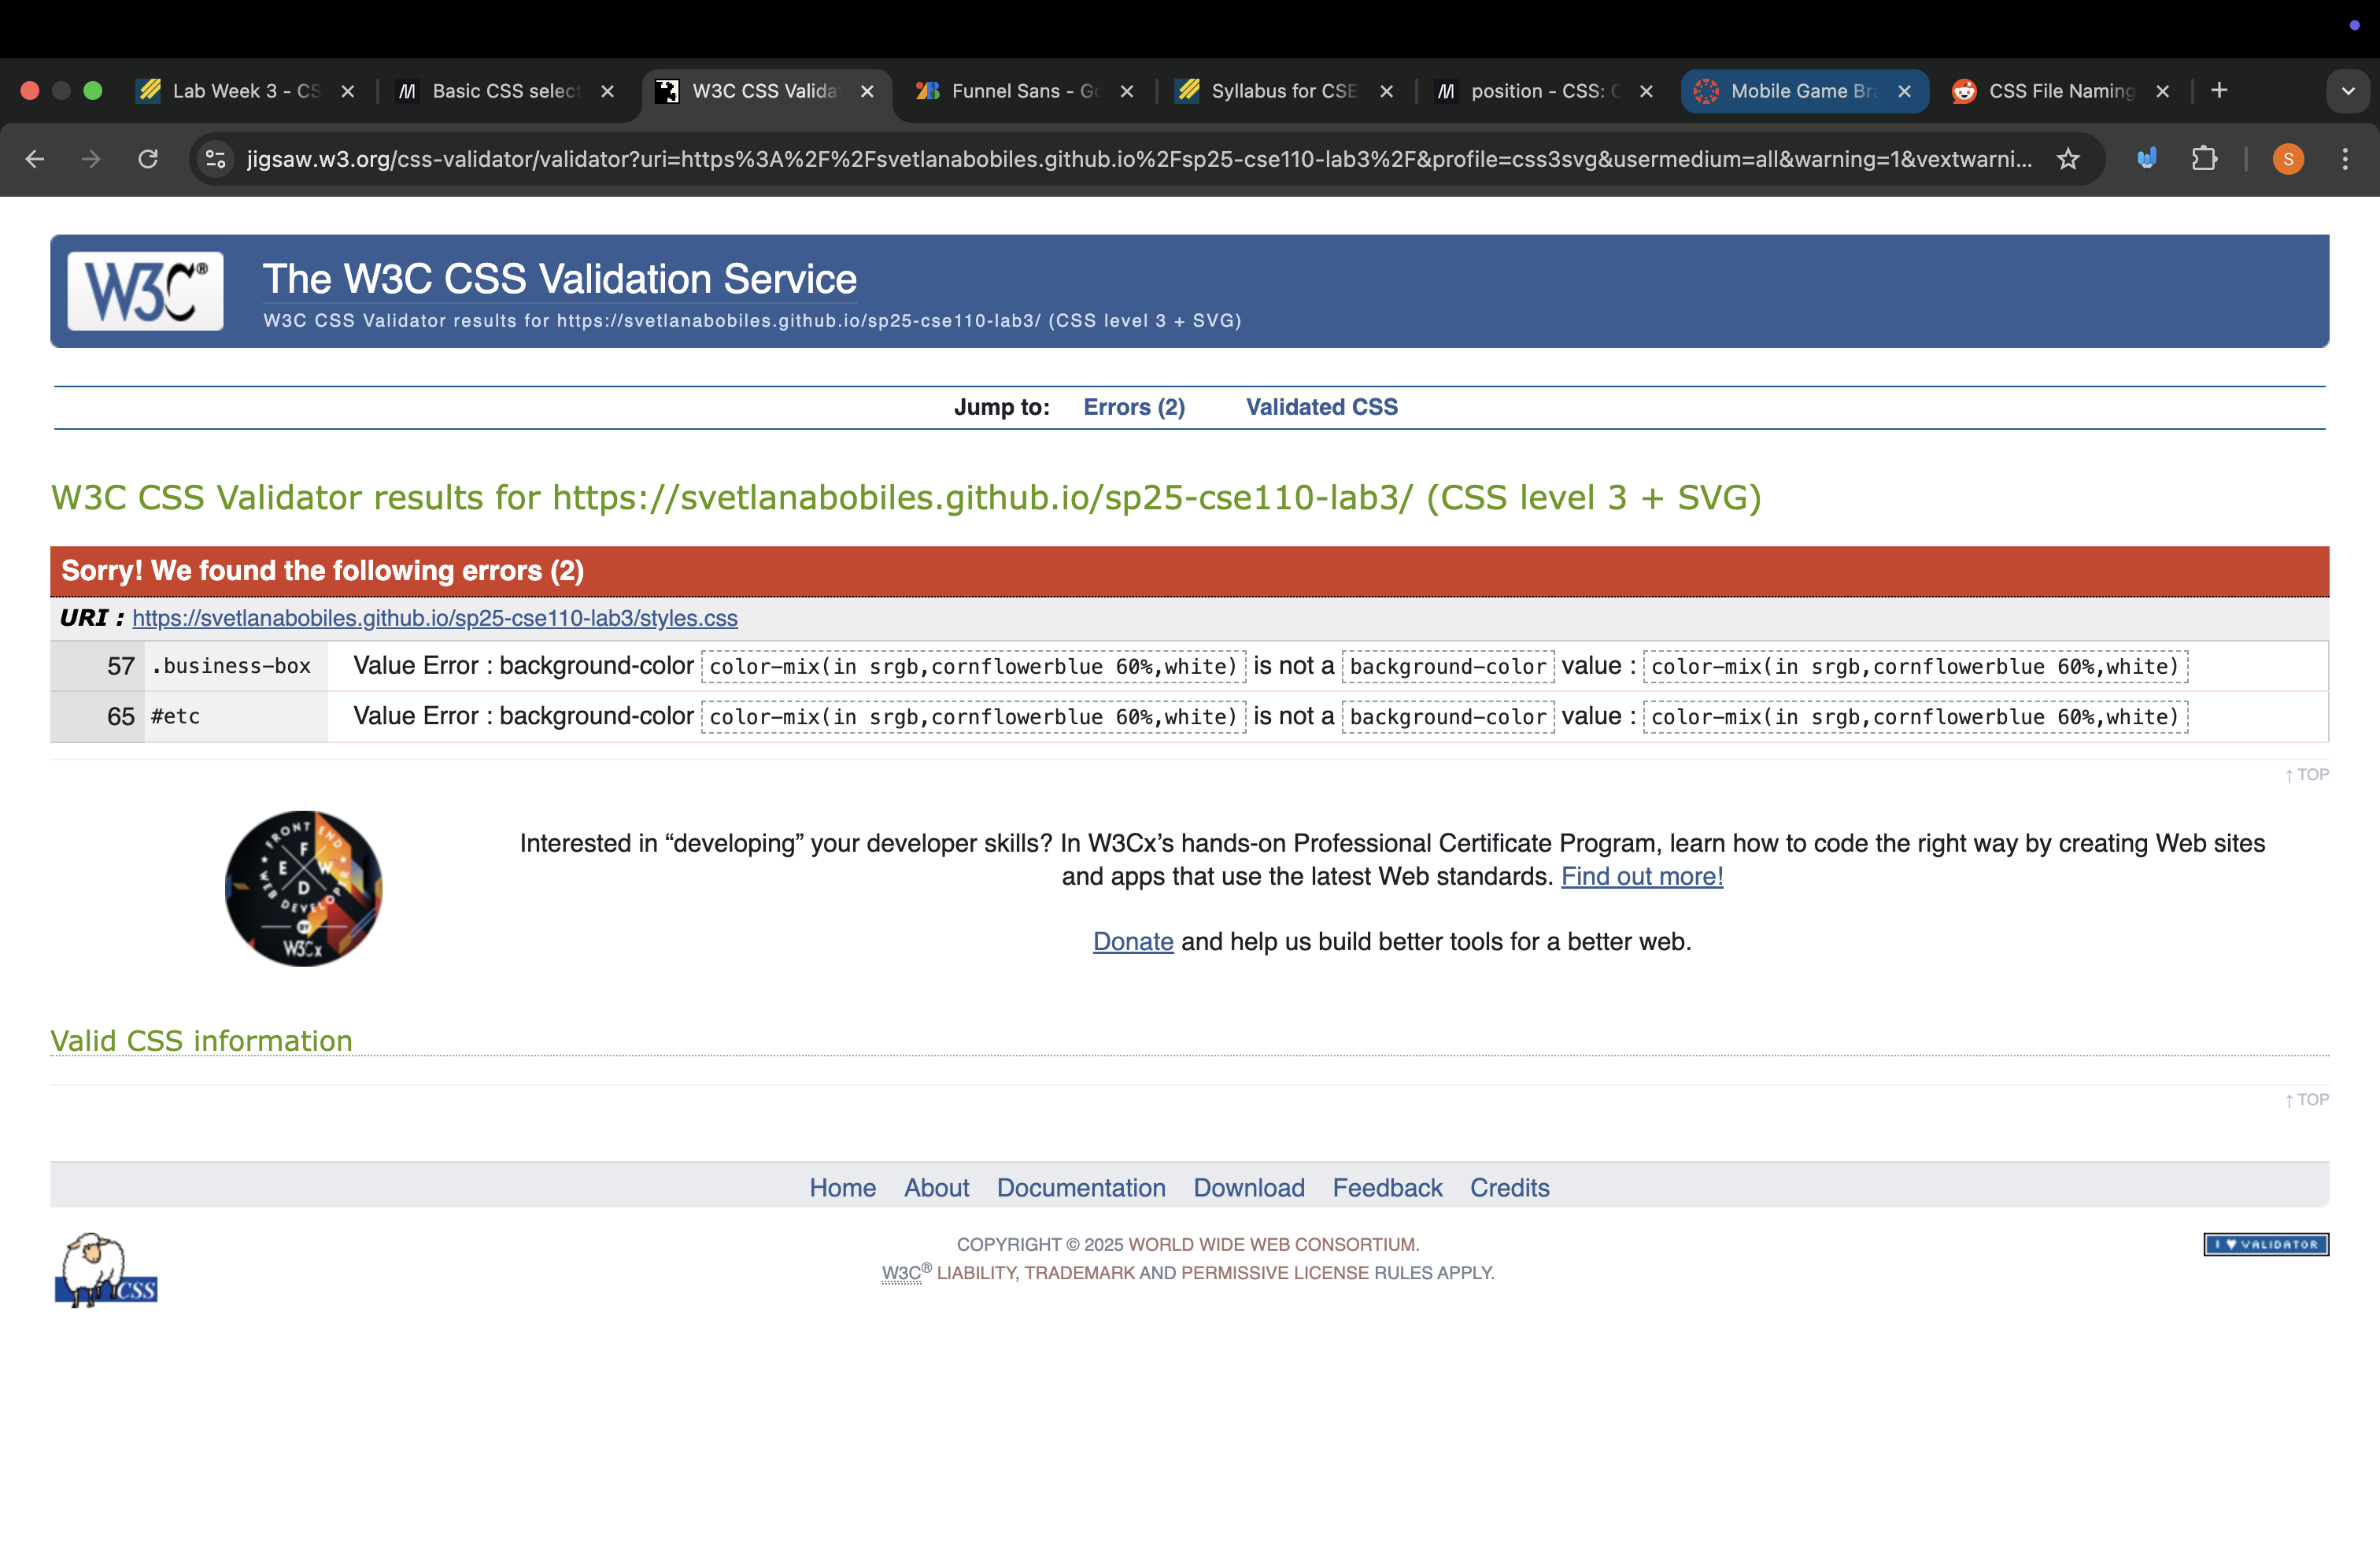 Lab Week 3 - CS
Basic CSS select
W3C CSS Valida
Funnel Sans - Go
Syllabus for CSE
position - CSS: C
Mobile Game Bra
CSS File Naming
jigsaw.w3.org/css-validator/validator?uri=https%3A%2F%2Fsvetlanabobiles.github.io%2Fsp25-cse110-lab3%2F&profile=css3svg&usermedium=all&warning=1&vextwarni...
S
W3C®
The W3C CSS Validation Service
W3C CSS Validator results for https://svetlanabobiles.github.io/sp25-cse110-lab3/ (CSS level 3 + SVG)
Jump to: Errors (2) Validated CSS
W3C CSS Validator results for https://svetlanabobiles.github.io/sp25-cse110-lab3/ (CSS level 3 + SVG)
Sorry! We found the following errors (2)
URI : https://svetlanabobiles.github.io/sp25-cse110-lab3/styles.css
57 .business-box Value Error : background-color color-mix(in srgb,cornflowerblue 60%,white) is not a background-color value : color-mix(in srgb,cornflowerblue 60%,white)
65 #etc Value Error : background-color color-mix(in srgb,cornflowerblue 60%,white) is not a background-color value : color-mix(in srgb,cornflowerblue 60%,white)
↑ TOP
FRONT END
F E W D
WEB DEVELOPER
BY
W3Cx
Interested in “developing” your developer skills? In W3Cx’s hands-on Professional Certificate Program, learn how to code the right way by creating Web sites
and apps that use the latest Web standards. Find out more!
Donate and help us build better tools for a better web.
Valid CSS information
↑ TOP
Home About Documentation Download Feedback Credits
CSS
COPYRIGHT © 2025 WORLD WIDE WEB CONSORTIUM.
W3C® LIABILITY, TRADEMARK AND PERMISSIVE LICENSE RULES APPLY.
I ♥ VALIDATOR